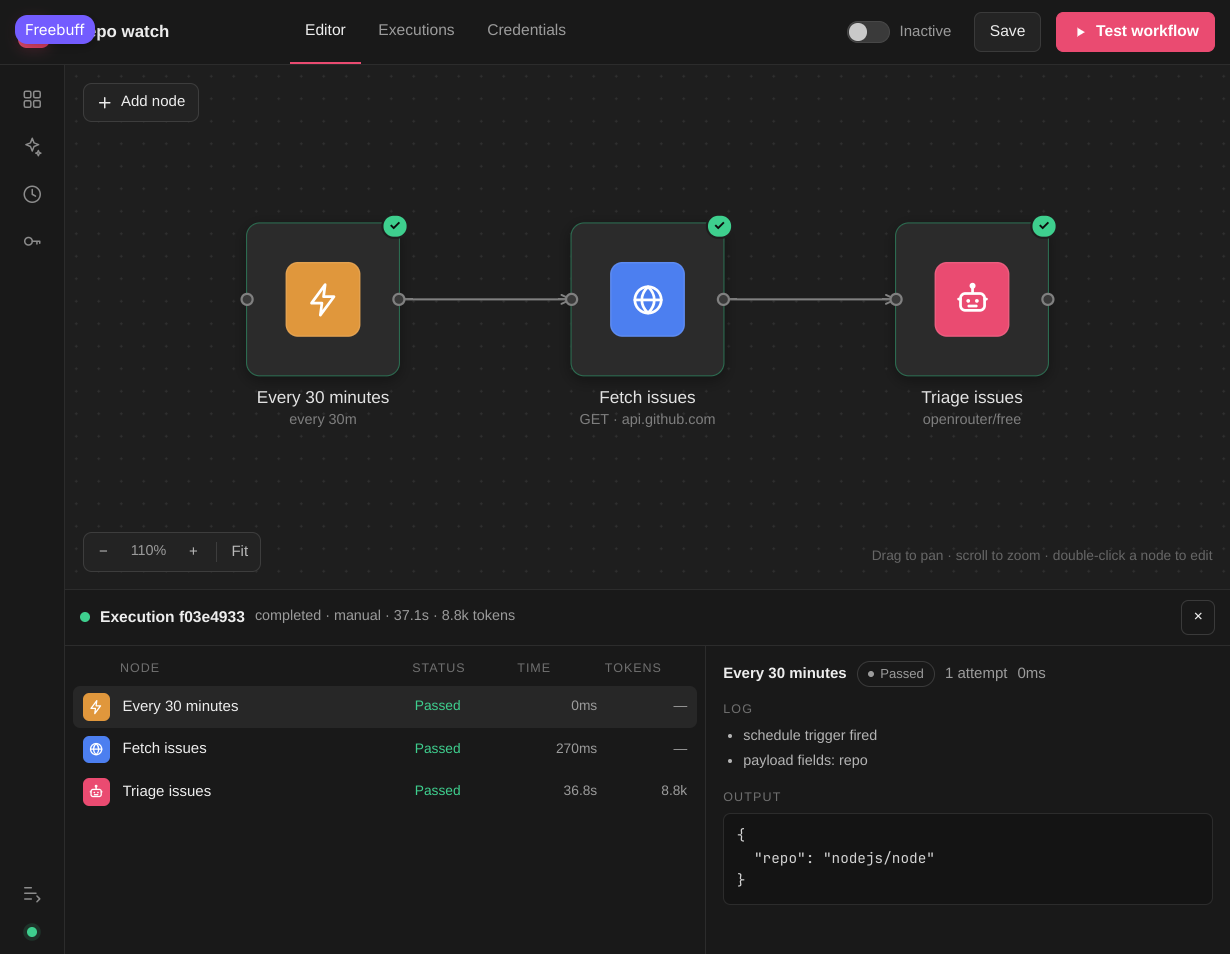 Freebuff
epo watch
Editor
Executions
Credentials
Inactive
Save
Test workflow
Add node
Every 30 minutes
every 30m
Fetch issues
GET · api.github.com
Triage issues
openrouter/free
− 110% + Fit
Drag to pan · scroll to zoom · double-click a node to edit
Execution f03e4933 completed · manual · 37.1s · 8.8k tokens
×
NODE STATUS TIME TOKENS
Every 30 minutes Passed 0ms —
Fetch issues Passed 270ms —
Triage issues Passed 36.8s 8.8k
Every 30 minutes Passed 1 attempt 0ms
LOG
• schedule trigger fired
• payload fields: repo
OUTPUT
{
"repo": "nodejs/node"
}